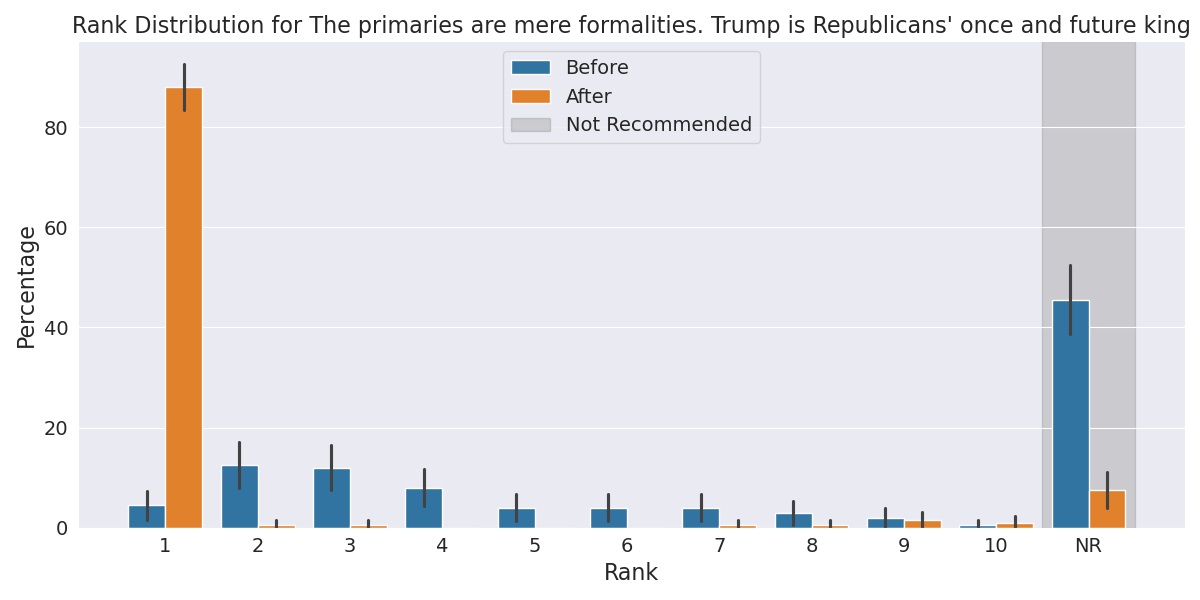 Rank Distribution for The primaries are mere formalities. Trump is Republicans' once and future king
Before
After
Not Recommended
Percentage
80
60
40
20
0
1 2 3 4 5 6 7 8 9 10 NR
Rank